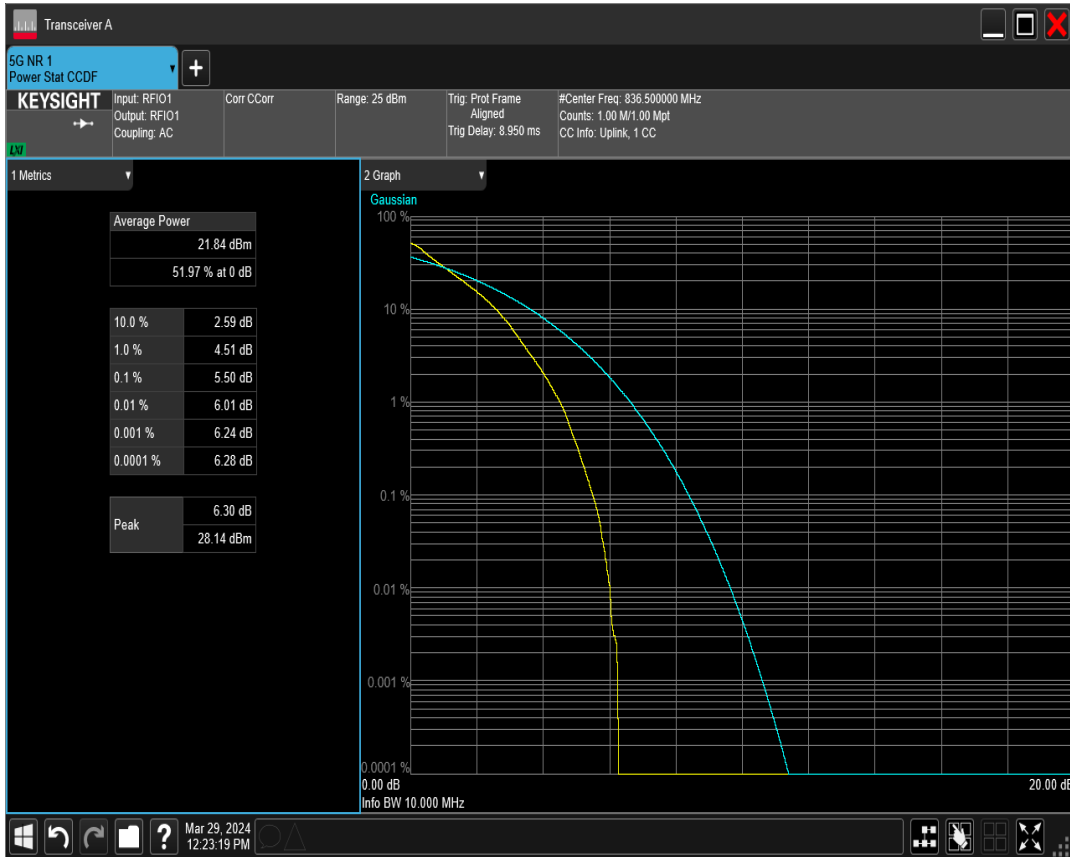 Transceiver A
5G NR 1
Power Stat CCDF
+
KEYSIGHT
LXI
Input: RFIO1
Output: RFIO1
Coupling: AC
Corr CCorr
Range: 25 dBm
Trig: Prot Frame
Aligned
Trig Delay: 8.950 ms
#Center Freq: 836.500000 MHz
Counts: 1.00 M/1.00 Mpt
CC Info: Uplink, 1 CC
1 Metrics
Average Power
21.84 dBm
51.97 % at 0 dB
10.0 % 2.59 dB
1.0 % 4.51 dB
0.1 % 5.50 dB
0.01 % 6.01 dB
0.001 % 6.24 dB
0.0001 % 6.28 dB
Peak
6.30 dB
28.14 dBm
2 Graph
Gaussian
100 %
10 %
1 %
0.1 %
0.01 %
0.001 %
0.0001 %
0.00 dB 20.00 dB
Info BW 10.000 MHz
?
Mar 29, 2024
12:23:19 PM